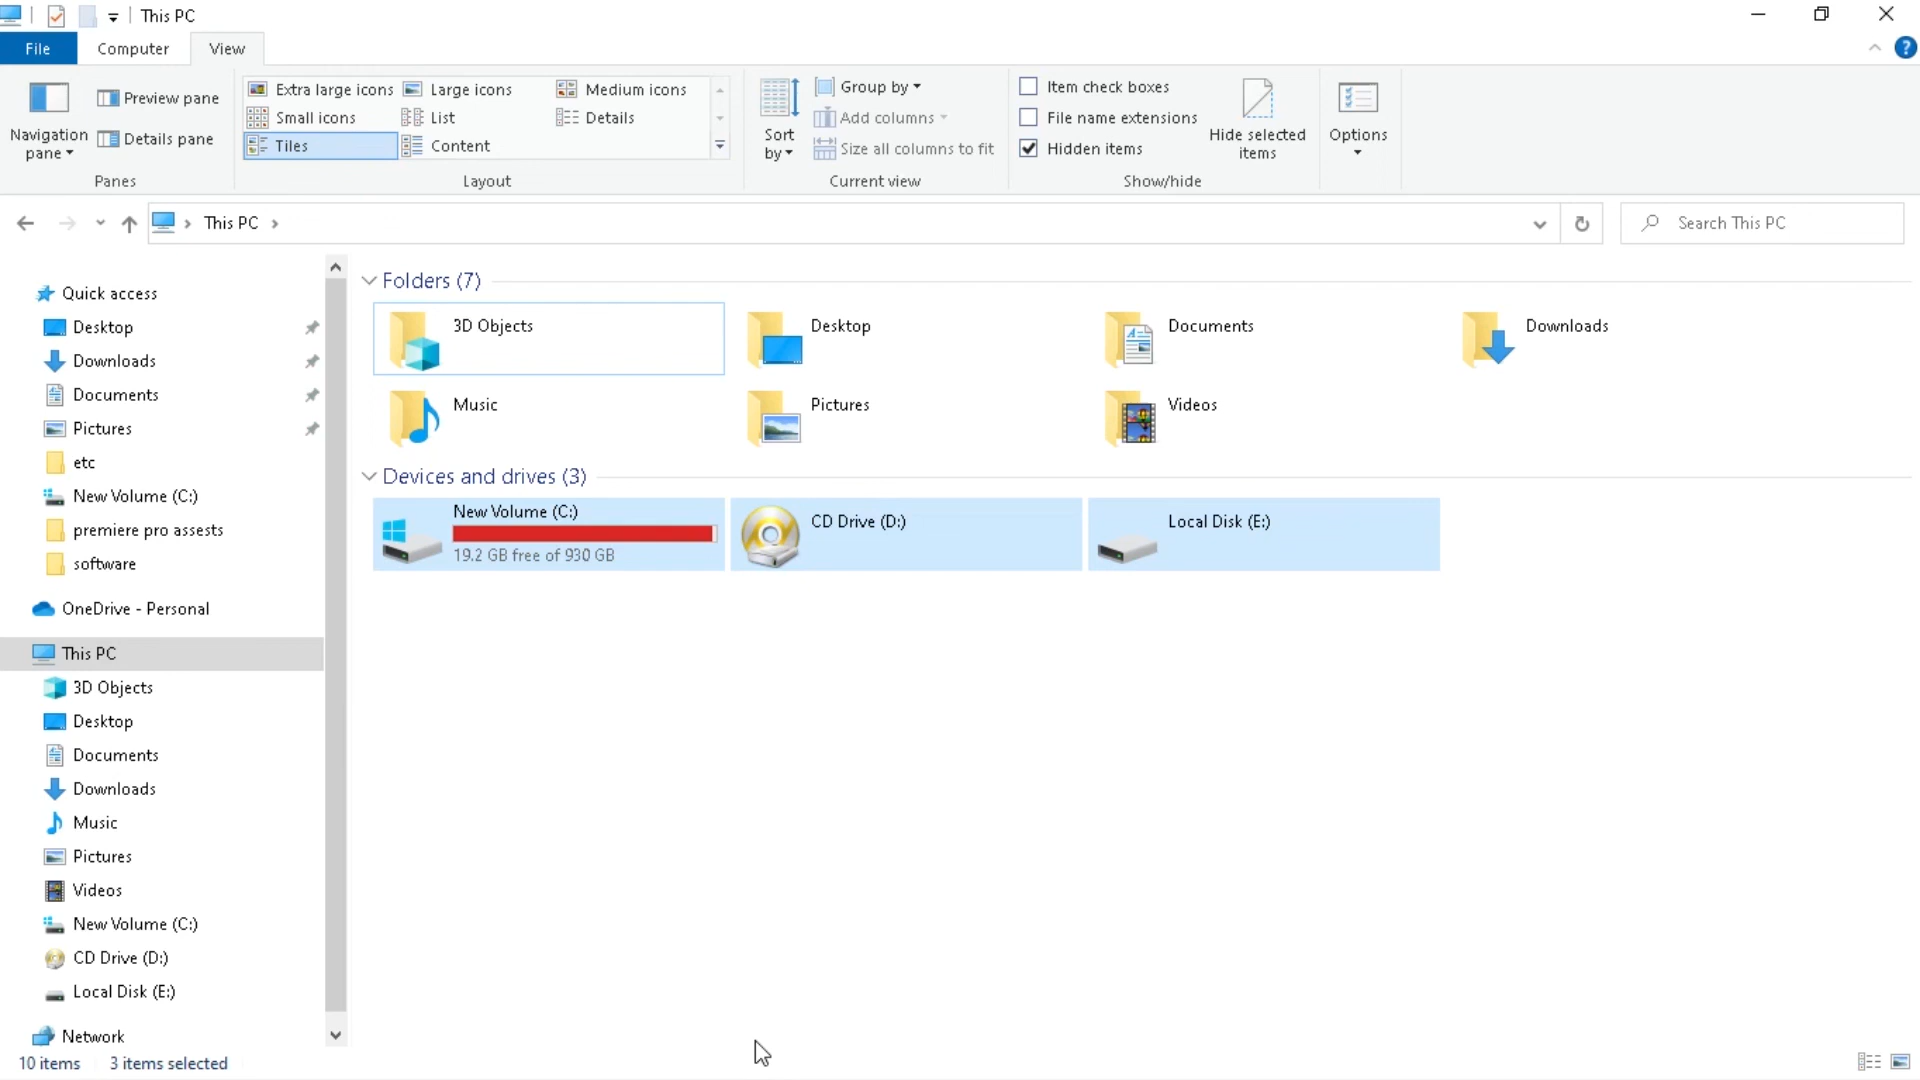 This PC
File
Computer
View
?
Navigation
pane
Preview pane
Details pane
Panes
Extra large icons
Large icons
Medium icons
Small icons
List
Details
Tiles
Content
Layout
Sort
by
Group by
Add columns
Size all columns to fit
Current view
Item check boxes
File name extensions
Hidden items
Hide selected
items
Show/hide
Options
This PC
Search This PC
Quick access
Desktop
Downloads
Documents
Pictures
etc
New Volume (C:)
premiere pro assests
software
OneDrive - Personal
This PC
3D Objects
Desktop
Documents
Downloads
Music
Pictures
Videos
New Volume (C:)
CD Drive (D:)
Local Disk (E:)
Network
Folders (7)
3D Objects
Desktop
Documents
Downloads
Music
Pictures
Videos
Devices and drives (3)
New Volume (C:)
19.2 GB free of 930 GB
CD Drive (D:)
Local Disk (E:)
10 items
3 items selected